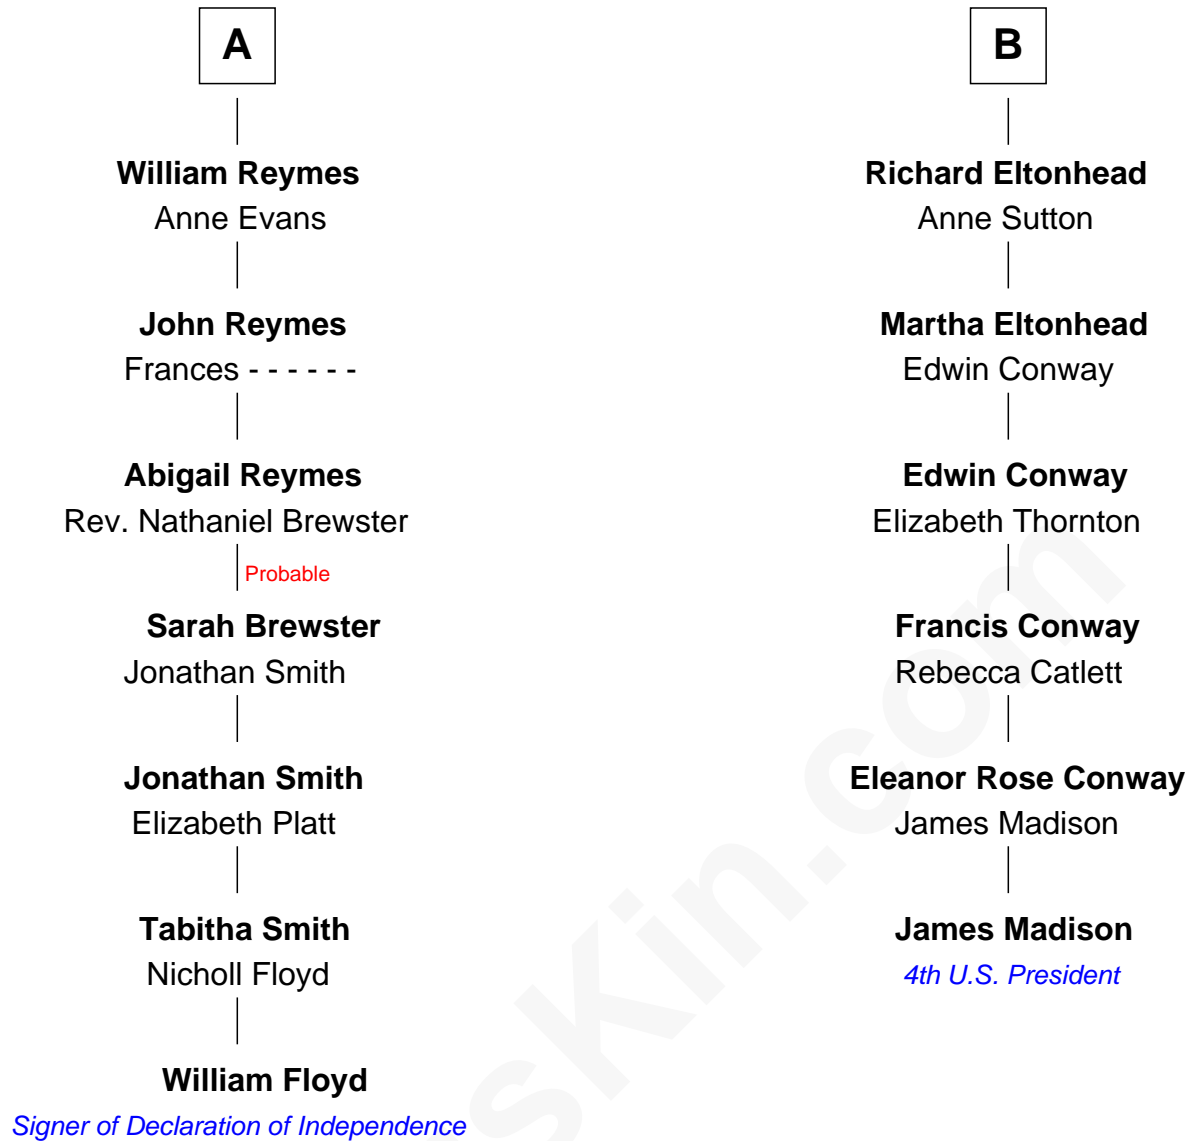 A
William Reymes
Anne Evans
John Reymes
Frances - - - - - -
Abigail Reymes
Rev. Nathaniel Brewster
Probable
Sarah Brewster
Jonathan Smith
Jonathan Smith
Elizabeth Platt
Tabitha Smith
Nicholl Floyd
William Floyd
Signer of Declaration of Independence
B
Richard Eltonhead
Anne Sutton
Martha Eltonhead
Edwin Conway
Edwin Conway
Elizabeth Thornton
Francis Conway
Rebecca Catlett
Eleanor Rose Conway
James Madison
James Madison
4th U.S. President
sKin.com